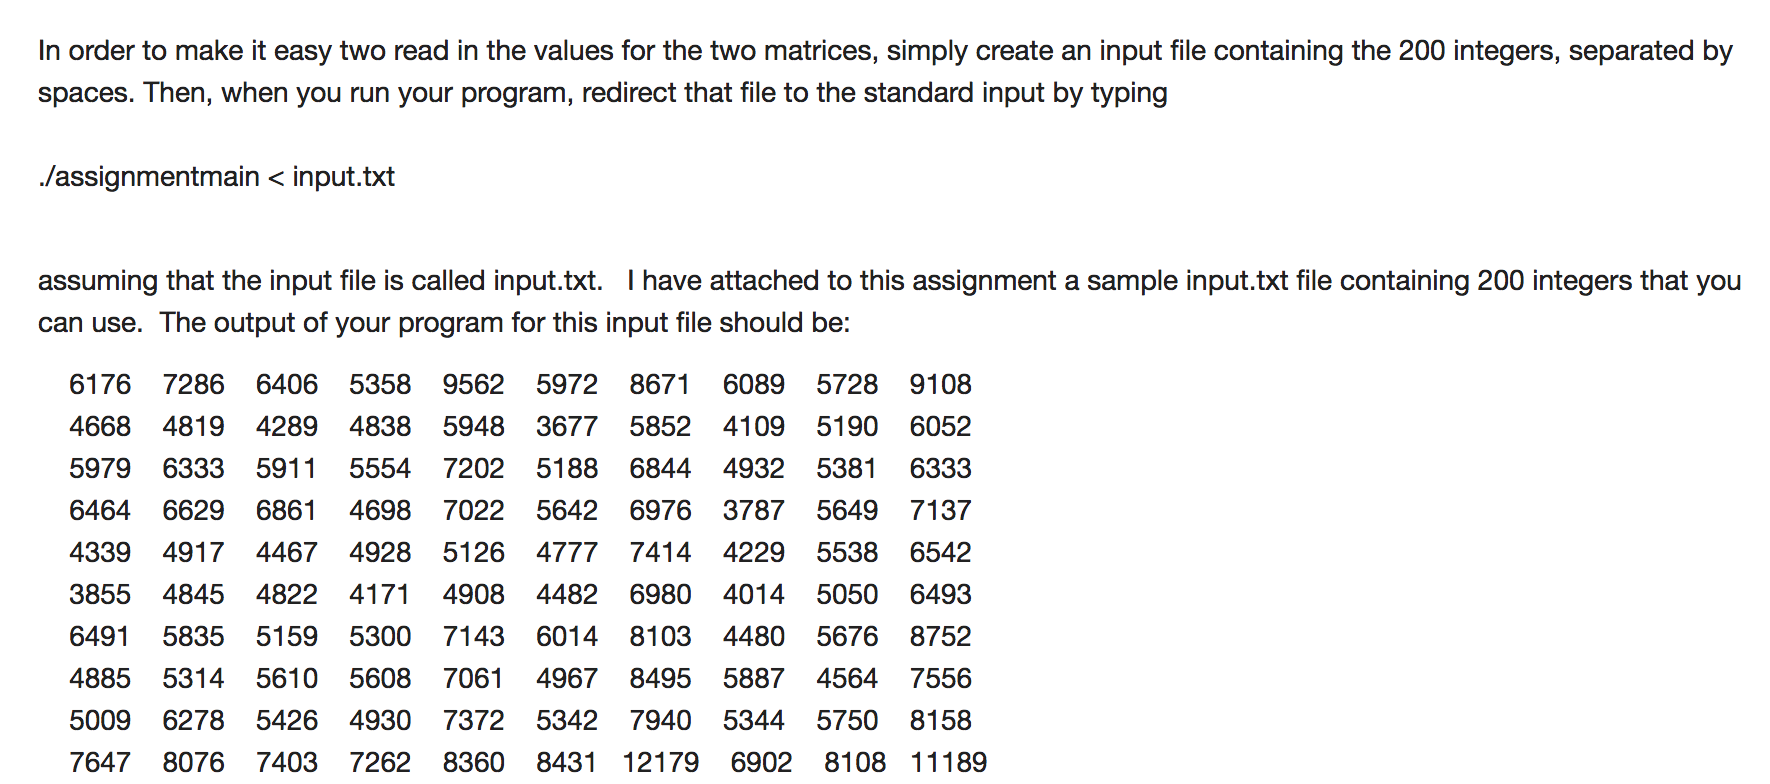 In order to make it easy two read in the values for the two matrices, simply create an input file containing the 200 integers, separated by
spaces. Then, when you run your program, redirect that file to the standard input by typing
./assignmentmain < input.txt
assuming that the input file is called input.txt. I have attached to this assignment a sample input.txt file containing 200 integers that you
can use. The output of your program for this input file should be:
6176 7286 6406 5358 9562 5972 8671 6089 5728 9108
4668 4819 4289 4838 5948 3677 5852 4109 5190 6052
5979 6333 5911 5554 7202 5188 6844 4932 5381 6333
6464 6629 6861 4698 7022 5642 6976 3787 5649 7137
4339 4917 4467 4928 5126 4777 7414 4229 5538 6542
3855 4845 4822 4171 4908 4482 6980 4014 5050 6493
6491 5835 5159 5300 7143 6014 8103 4480 5676 8752
4885 5314 5610 5608 7061 4967 8495 5887 4564 7556
5009 6278 5426 4930 7372 5342 7940 5344 5750 8158
7647 8076 7403 7262 8360 8431 12179 6902 8108 11189